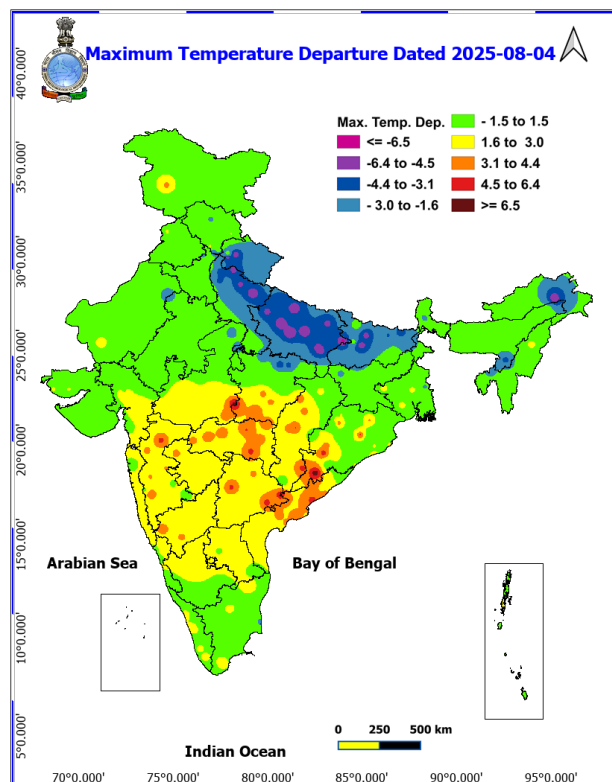 Maximum Temperature Departure Dated 2025-08-04
Max. Temp. Dep.
<= -6.5
-6.4 to -4.5
-4.4 to -3.1
- 3.0 to -1.6
- 1.5 to 1.5
1.6 to 3.0
3.1 to 4.4
4.5 to 6.4
>= 6.5
40°0.000'
35°0.000'
30°0.000'
25°0.000'
20°0.000'
15°0.000'
10°0.000'
5°0.000'
Arabian Sea
Bay of Bengal
Indian Ocean
0 250 500 km
70°0.000' 75°0.000' 80°0.000' 85°0.000' 90°0.000' 95°0.000'